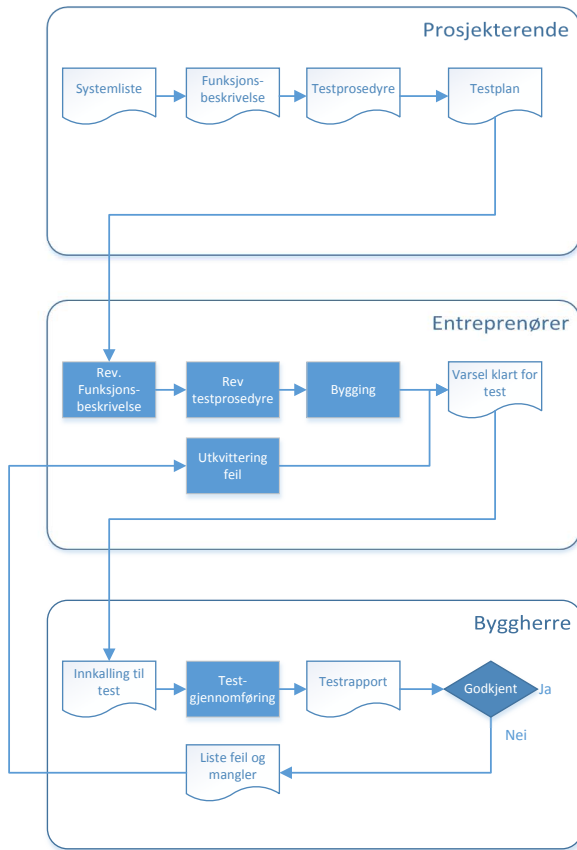 Prosjekterende
Systemliste
Funksjons-
beskrivelse
Testprosedyre
Testplan
Entreprenører
Rev.
Funksjons-
beskrivelse
Rev
testprosedyre
Bygging
Varsel klart for
test
Utkvittering
feil
Byggherre
Innkalling til
test
Test-
gjennomføring
Testrapport
Godkjent
Ja
Nei
Liste feil og
mangler